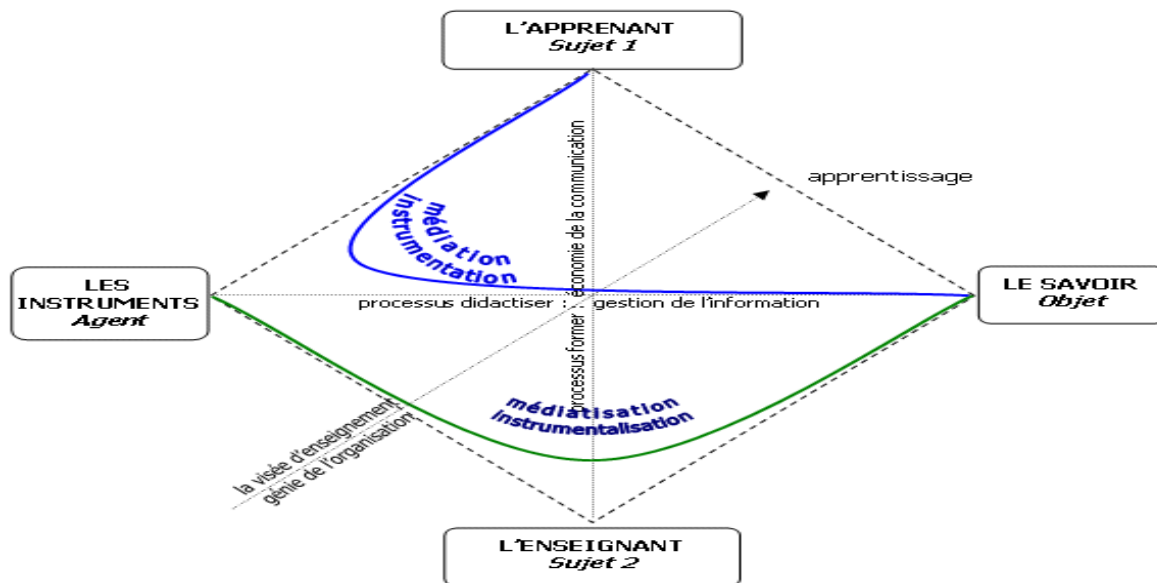 L'APPRENANT
Sujet 1
économie de la communication
apprentissage
médiation
instrumentation
LES
INSTRUMENTS
Agent
LE SAVOIR
Objet
processus didactiser :... gestion de l'information
processus former :
médiatisation
instrumentalisation
la visée d'enseignement
génie de l'organisation
L'ENSEIGNANT
Sujet 2